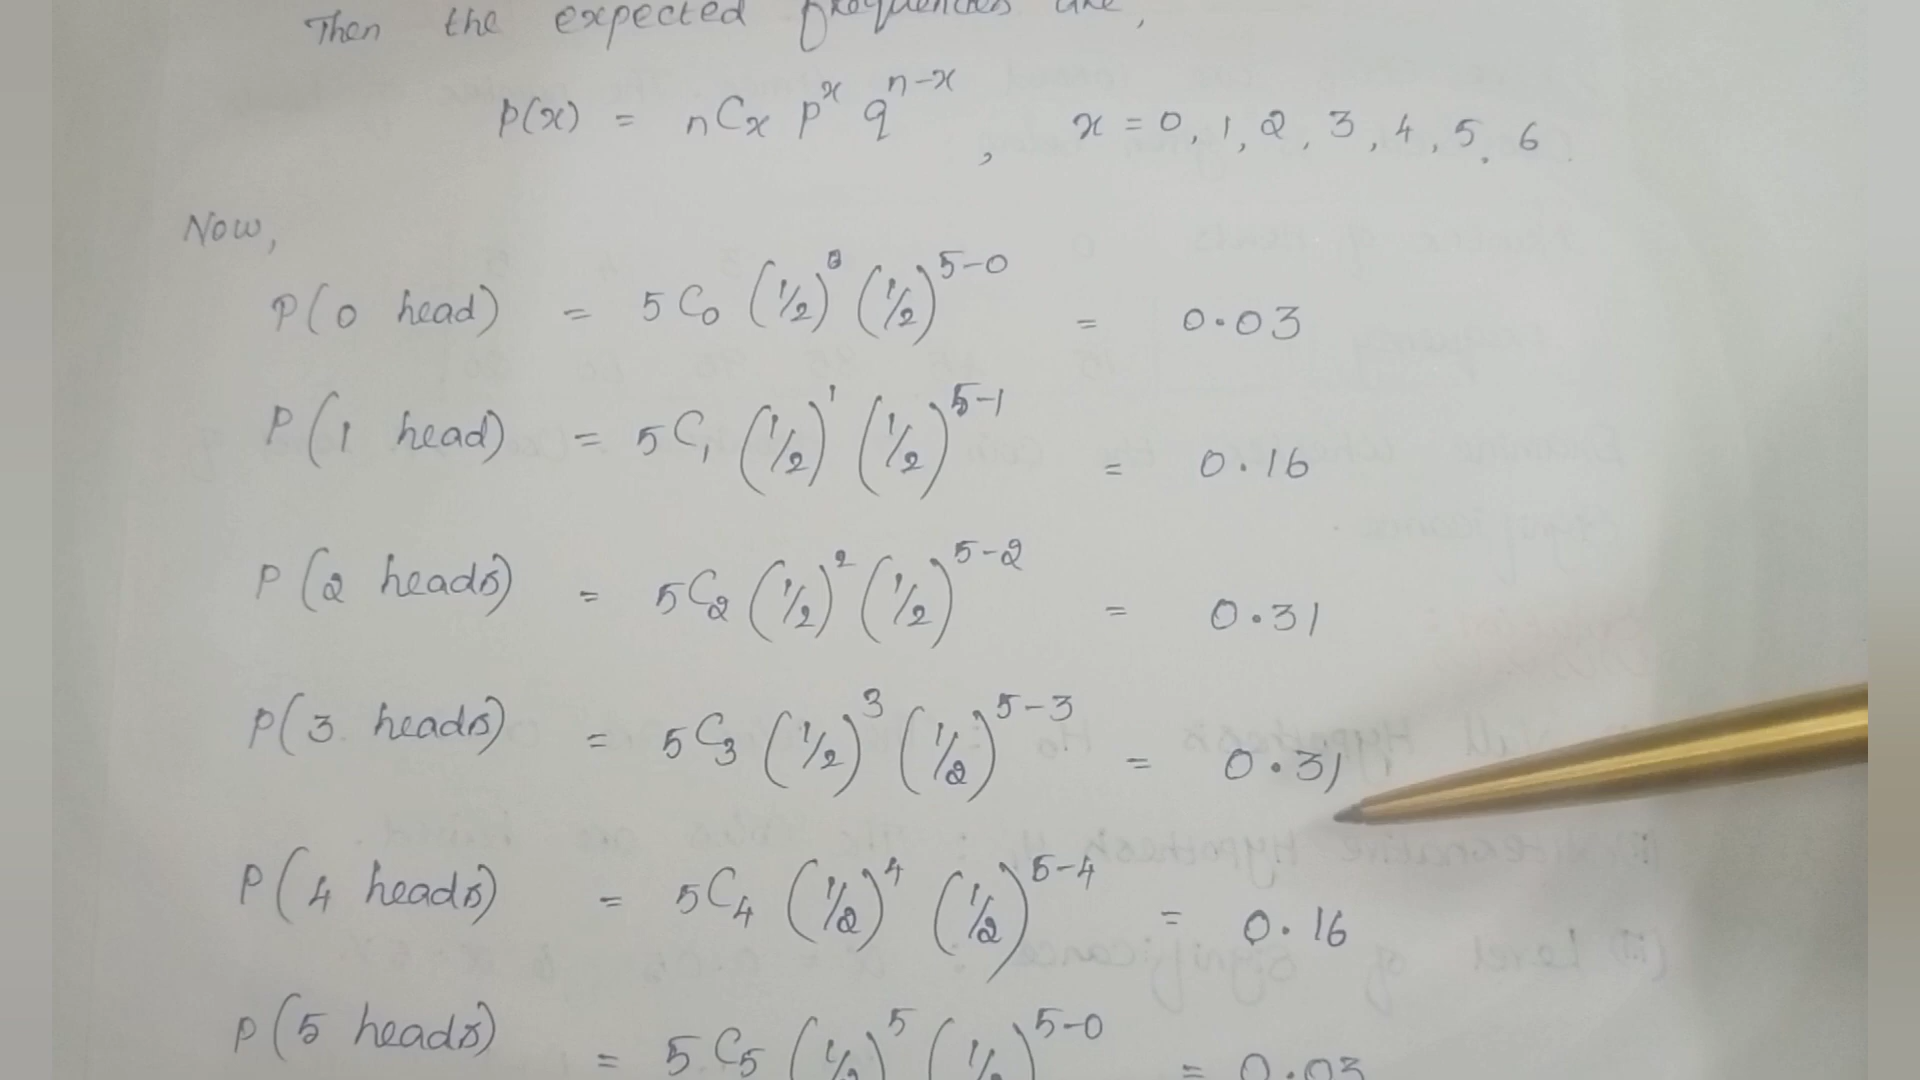 Then the expected frequencies are,
p(x) = nCx p^x q^n-x, x = 0, 1, 2, 3, 4, 5. 6
Now,
P(0 head) = 5C0 (1/2)^0 (1/2)^5-0 = 0.03
P(1 head) = 5C1 (1/2)^1 (1/2)^5-1 = 0.16
P(2 heads) = 5C2 (1/2)^2 (1/2)^5-2 = 0.31
P(3 heads) = 5C3 (1/2)^3 (1/2)^5-3 = 0.31
P(4 heads) = 5C4 (1/2)^4 (1/2)^5-4 = 0.16
P(5 heads) = 5C5 (1/2)^5 (1/2)^5-0 = 0.03